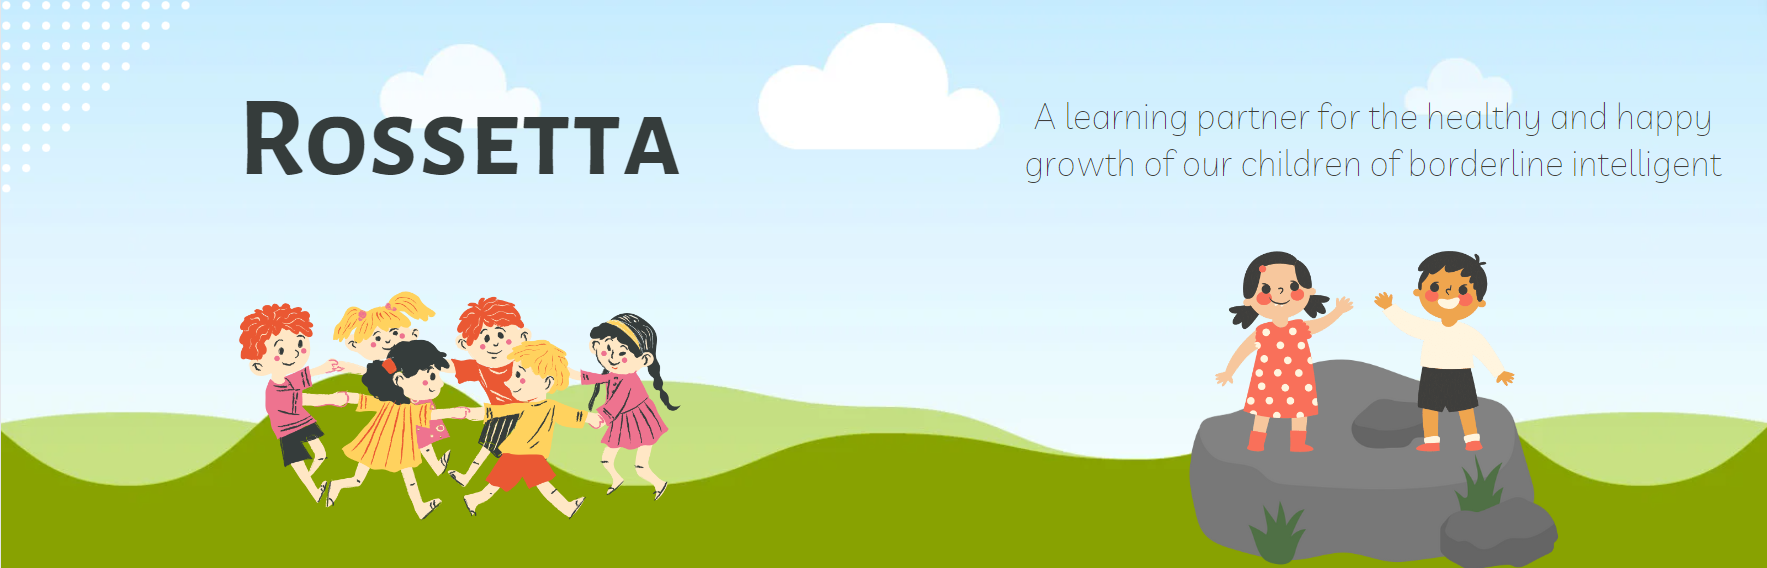 Rossetta
A learning partner for the healthy and happy
growth of our children of borderline intelligent